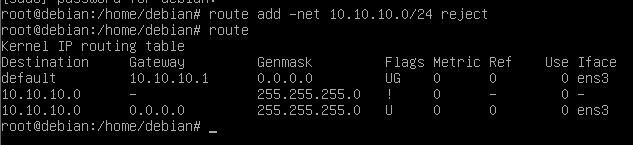 [sudo] password for debian:
root@debian:/home/debian# route add -net 10.10.10.0/24 reject
root@debian:/home/debian# route
Kernel IP routing table
Destination Gateway Genmask Flags Metric Ref Use Iface
default 10.10.10.1 0.0.0.0 UG 0 0 0 ens3
10.10.10.0 - 255.255.255.0 ! 0 - 0 -
10.10.10.0 0.0.0.0 255.255.255.0 U 0 0 0 ens3
root@debian:/home/debian# _